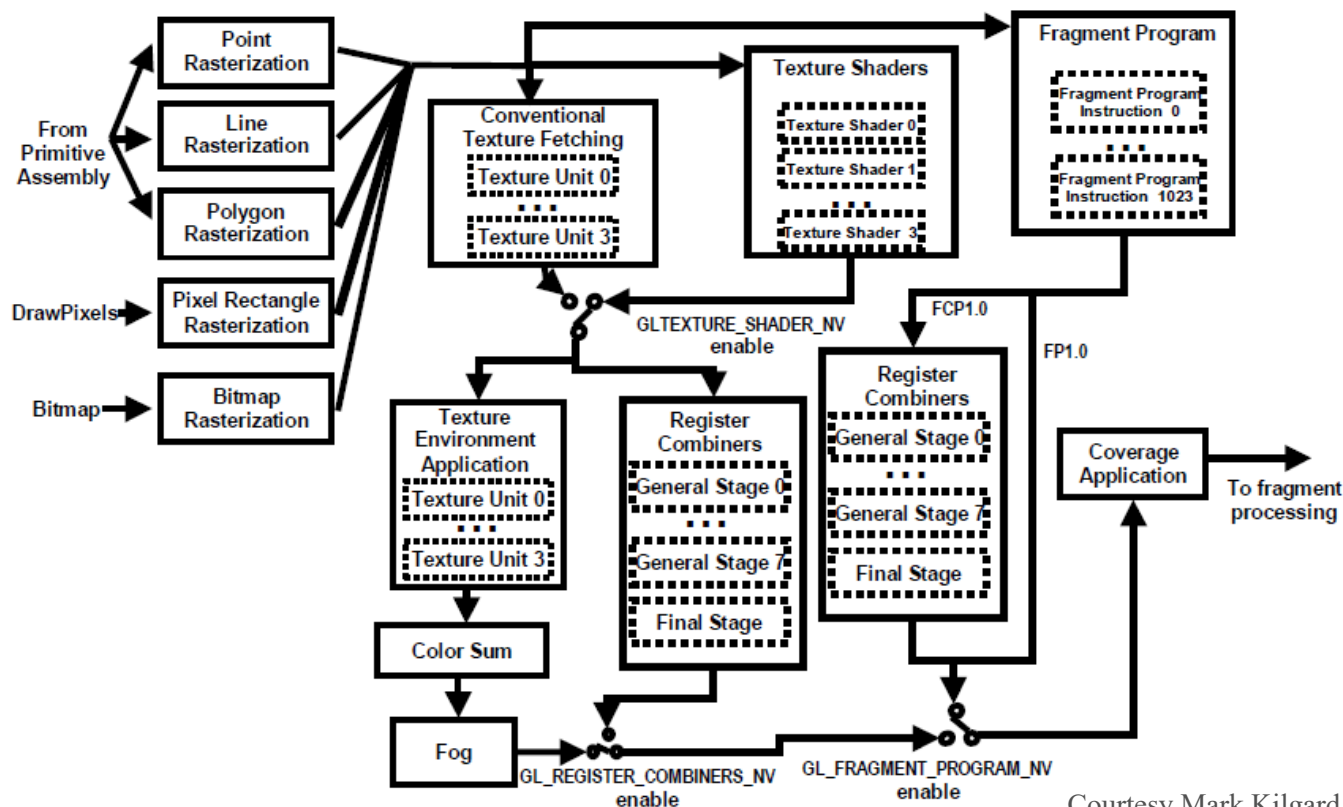 Point
Rasterization
From
Primitive
Assembly
Line
Rasterization
Polygon
Rasterization
DrawPixels
Pixel Rectangle
Rasterization
Bitmap
Bitmap
Rasterization
Conventional
Texture Fetching
Texture Unit 0
...
Texture Unit 3
Texture Shaders
Texture Shader 0
Texture Shader 1
...
Texture Shader 3
Fragment Program
Fragment Program
Instruction 0
...
Fragment Program
Instruction 1023
GLTEXTURE_SHADER_NV
enable
FCP1.0
FP1.0
Texture
Environment
Application
Texture Unit 0
...
Texture Unit 3
Color Sum
Fog
Register
Combiners
General Stage 0
...
General Stage 7
Final Stage
Register
Combiners
General Stage 0
...
General Stage 7
Final Stage
Coverage
Application
To fragment
processing
GL_REGISTER_COMBINERS_NV
enable
GL_FRAGMENT_PROGRAM_NV
enable
Courtesy Mark Kilgard